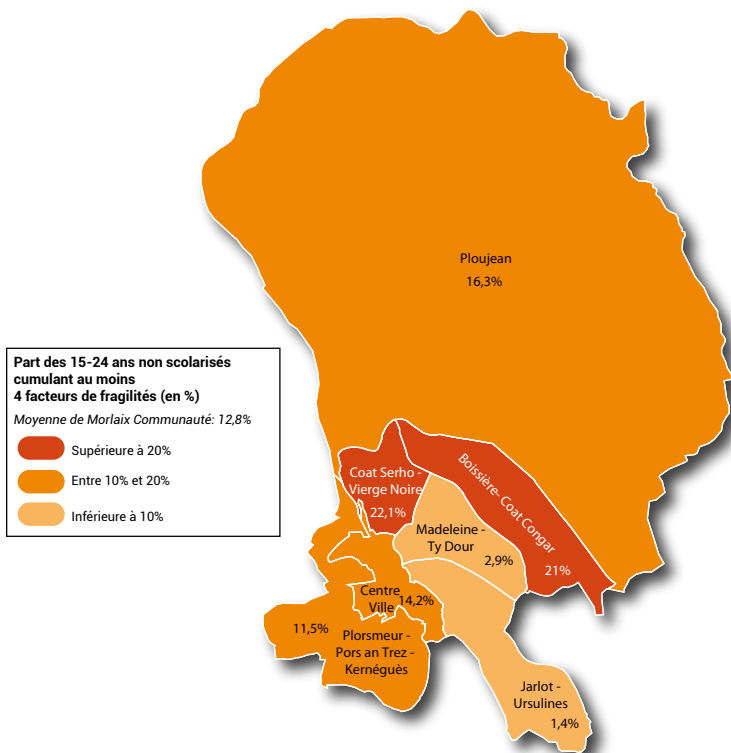 Ploujean
16,3%
Part des 15-24 ans non scolarisés
cumulant au moins
4 facteurs de fragilités (en %)
Moyenne de Morlaix Communauté: 12,8%
Supérieure à 20%
Entre 10% et 20%
Inférieure à 10%
Coat Serho -
Vierge Noire
22,1%
Boissière- Coat Congar
21%
Madeleine -
Ty Dour
2,9%
Centre
Ville
14,2%
11,5%
Plorsmeur -
Pors an Trez -
Kernéguès
Jarlot -
Ursulines
1,4%